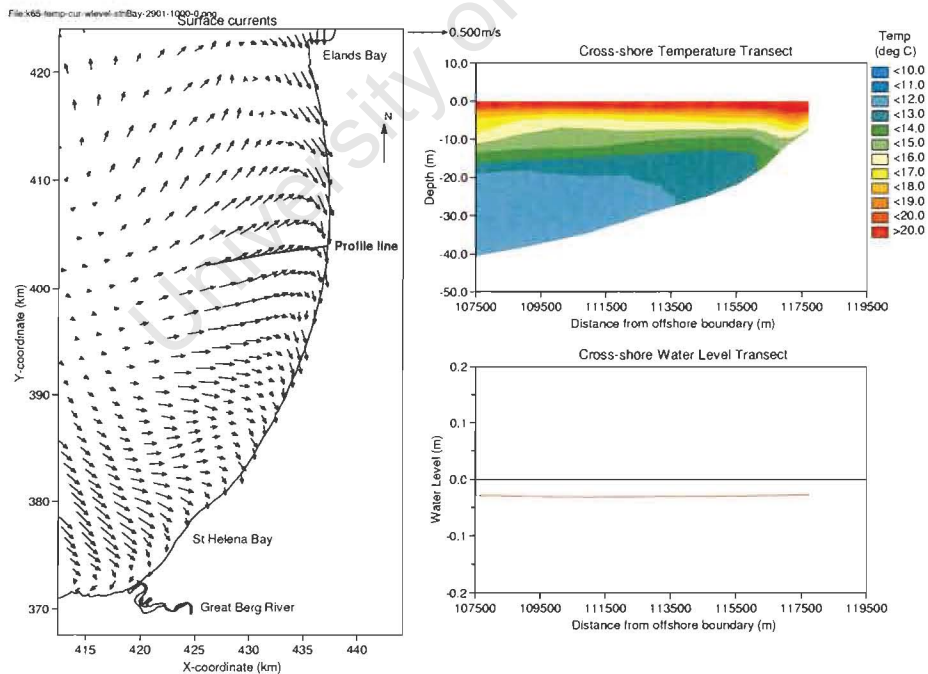 Surface currents
0.500m/s
Elands Bay
N
Profile line
St Helena Bay
Great Berg River
Y-coordinate (km)
420
410
400
390
380
370
415 420 425 430 435 440
X-coordinate (km)
University of
Cross-shore Temperature Transect
Depth (m)
10.0
0.0
-10.0
-20.0
-30.0
-40.0
-50.0
107500 109500 111500 113500 115500 117500 119500
Distance from offshore boundary (m)
Temp
(deg C)
<10.0
<11.0
<12.0
<13.0
<14.0
<15.0
<16.0
<17.0
<18.0
<19.0
<20.0
>20.0
Cross-shore Water Level Transect
Water Level (m)
0.2
0.1
0.0
-0.1
-0.2
107500 109500 111500 113500 115500 117500 119500
Distance from offshore boundary (m)